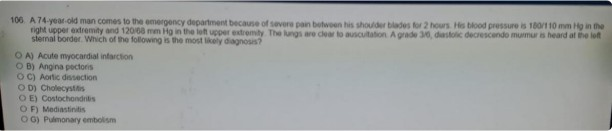 106. A 74-year-old man comes to the emergency department because of severe pain between his shoulder blades for 2 hours. His blood pressure is 180/110 mm Hg in the
right upper extremity and 120/68 mm Hg in the left upper extremity. The lungs are clear to auscultation. A grade 3/6, diastolic decrescendo murmur is heard at the left
sternal border. Which of the following is the most likely diagnosis?
A) Acute myocardial infarction
B) Angina pectoris
C) Aortic dissection
D) Cholecystitis
E) Costochondritis
F) Mediastinitis
G) Pulmonary embolism